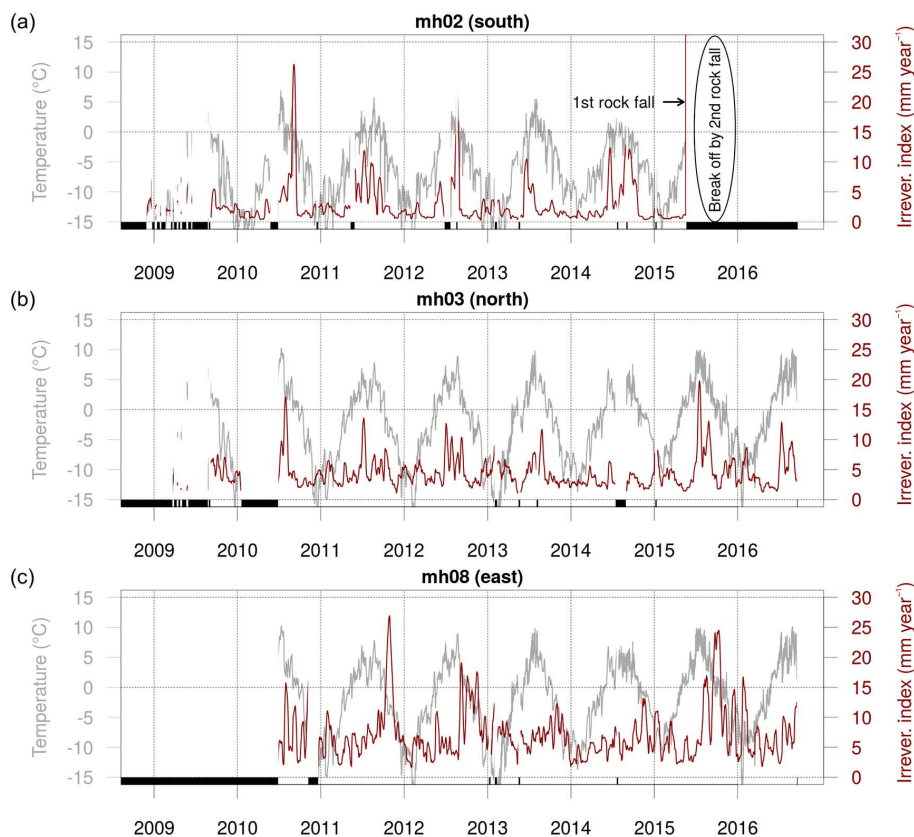 (a)
mh02 (south)
Temperature (°C)
15
10
5
0
-5
-10
-15
30
25
20
15
10
5
0
Irrever. index (mm year⁻¹)
1st rock fall
Break off by 2nd rock fall
2009 2010 2011 2012 2013 2014 2015 2016
(b)
mh03 (north)
Temperature (°C)
15
10
5
0
-5
-10
-15
30
25
20
15
10
5
0
Irrever. index (mm year⁻¹)
2009 2010 2011 2012 2013 2014 2015 2016
(c)
mh08 (east)
Temperature (°C)
15
10
5
0
-5
-10
-15
30
25
20
15
10
5
0
Irrever. index (mm year⁻¹)
2009 2010 2011 2012 2013 2014 2015 2016